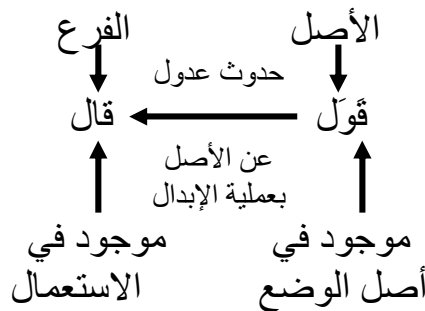 الأصل
الفرع
حدوث عدول
قَوَل
قال
عن الأصل
بعملية الإبدال
موجود في
أصل الوضع
موجود في
الاستعمال